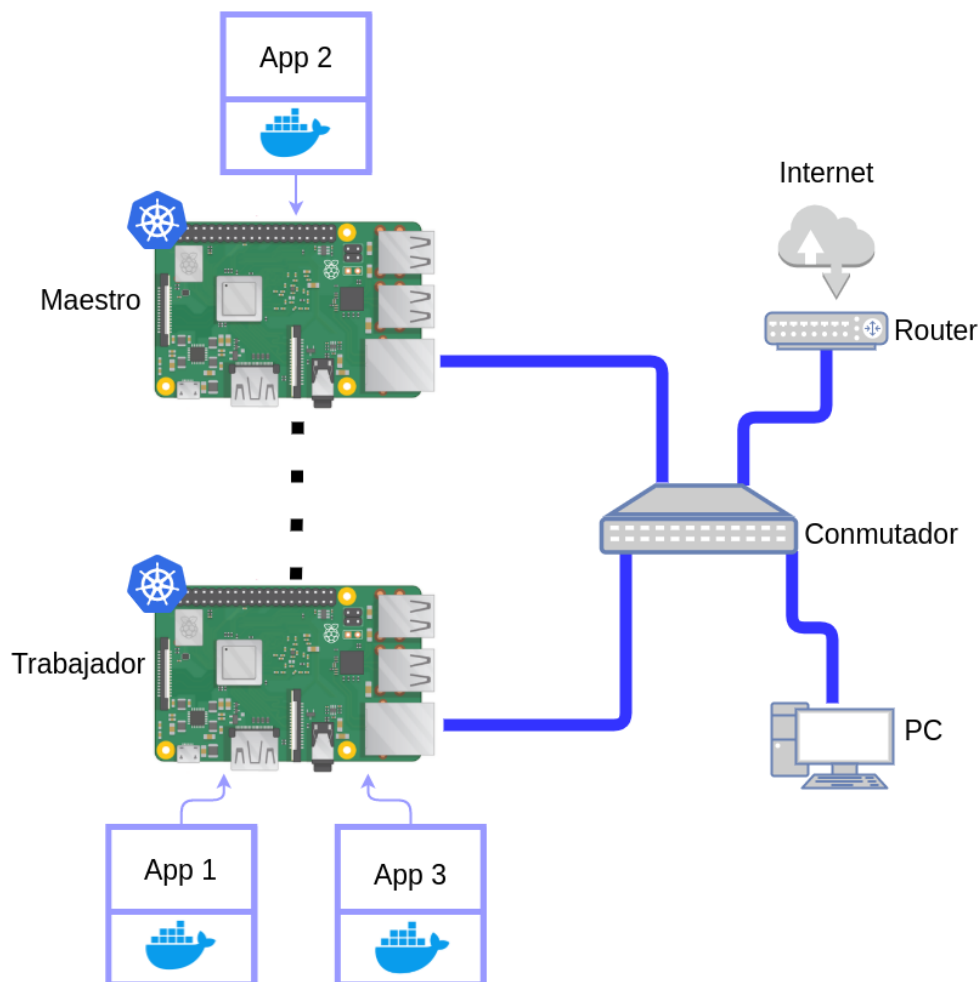 App 2
Internet
Maestro
Router
Conmutador
Trabajador
PC
App 1
App 3